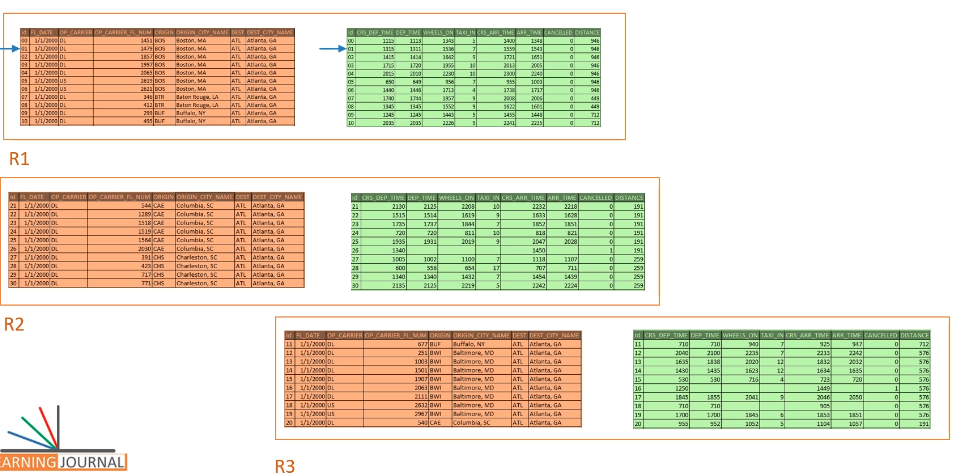 id FL_DATE OP_CARRIER OP_CARRIER_FL_NUM ORIGIN ORIGIN_CITY_NAME DEST DEST_CITY_NAME
00 1/1/2000 DL 1451 BOS Boston, MA ATL Atlanta, GA
01 1/1/2000 DL 1479 BOS Boston, MA ATL Atlanta, GA
02 1/1/2000 DL 1857 BOS Boston, MA ATL Atlanta, GA
03 1/1/2000 DL 1997 BOS Boston, MA ATL Atlanta, GA
04 1/1/2000 DL 2065 BOS Boston, MA ATL Atlanta, GA
05 1/1/2000 US 2619 BOS Boston, MA ATL Atlanta, GA
06 1/1/2000 US 2621 BOS Boston, MA ATL Atlanta, GA
07 1/1/2000 DL 346 BTR Baton Rouge, LA ATL Atlanta, GA
08 1/1/2000 DL 412 BTR Baton Rouge, LA ATL Atlanta, GA
09 1/1/2000 DL 299 BUF Buffalo, NY ATL Atlanta, GA
10 1/1/2000 DL 495 BUF Buffalo, NY ATL Atlanta, GA
id CRS_DEP_TIME DEP_TIME WHEELS_ON TAXI_IN CRS_ARR_TIME ARR_TIME CANCELLED DISTANCE
00 1115 1113 1343 5 1400 1348 0 946
01 1315 1311 1536 7 1559 1543 0 946
02 1415 1414 1642 9 1721 1651 0 946
03 1715 1720 1955 10 2013 2005 0 946
04 2015 2010 2230 10 2300 2240 0 946
05 650 649 956 7 955 1003 0 946
06 1440 1446 1713 4 1738 1717 0 946
07 1740 1744 1957 9 2008 2006 0 449
08 1345 1345 1552 9 1622 1601 0 449
09 1245 1245 1443 5 1455 1448 0 712
10 2035 2035 2226 9 2241 2235 0 712
R1
id FL_DATE OP_CARRIER OP_CARRIER_FL_NUM ORIGIN ORIGIN_CITY_NAME DEST DEST_CITY_NAME
21 1/1/2000 DL 544 CAE Columbia, SC ATL Atlanta, GA
22 1/1/2000 DL 1289 CAE Columbia, SC ATL Atlanta, GA
23 1/1/2000 DL 1518 CAE Columbia, SC ATL Atlanta, GA
24 1/1/2000 DL 1519 CAE Columbia, SC ATL Atlanta, GA
25 1/1/2000 DL 1564 CAE Columbia, SC ATL Atlanta, GA
26 1/1/2000 DL 2030 CAE Columbia, SC ATL Atlanta, GA
27 1/1/2000 DL 391 CHS Charleston, SC ATL Atlanta, GA
28 1/1/2000 DL 423 CHS Charleston, SC ATL Atlanta, GA
29 1/1/2000 DL 717 CHS Charleston, SC ATL Atlanta, GA
30 1/1/2000 DL 771 CHS Charleston, SC ATL Atlanta, GA
id CRS_DEP_TIME DEP_TIME WHEELS_ON TAXI_IN CRS_ARR_TIME ARR_TIME CANCELLED DISTANCE
21 2130 2125 2208 10 2232 2218 0 191
22 1515 1514 1619 9 1633 1628 0 191
23 1735 1737 1844 7 1852 1851 0 191
24 720 720 811 10 818 821 0 191
25 1935 1931 2019 9 2047 2028 0 191
26 1340 1450 1 191
27 1005 1002 1100 7 1118 1107 0 259
28 600 556 654 17 707 711 0 259
29 1340 1340 1432 7 1454 1439 0 259
30 2135 2125 2219 5 2242 2224 0 259
R2
id FL_DATE OP_CARRIER OP_CARRIER_FL_NUM ORIGIN ORIGIN_CITY_NAME DEST DEST_CITY_NAME
11 1/1/2000 DL 677 BUF Buffalo, NY ATL Atlanta, GA
12 1/1/2000 DL 251 BWI Baltimore, MD ATL Atlanta, GA
13 1/1/2000 DL 1003 BWI Baltimore, MD ATL Atlanta, GA
14 1/1/2000 DL 1501 BWI Baltimore, MD ATL Atlanta, GA
15 1/1/2000 DL 1907 BWI Baltimore, MD ATL Atlanta, GA
16 1/1/2000 DL 2063 BWI Baltimore, MD ATL Atlanta, GA
17 1/1/2000 DL 2111 BWI Baltimore, MD ATL Atlanta, GA
18 1/1/2000 US 2632 BWI Baltimore, MD ATL Atlanta, GA
19 1/1/2000 US 2967 BWI Baltimore, MD ATL Atlanta, GA
20 1/1/2000 DL 540 CAE Columbia, SC ATL Atlanta, GA
id CRS_DEP_TIME DEP_TIME WHEELS_ON TAXI_IN CRS_ARR_TIME ARR_TIME CANCELLED DISTANCE
11 710 710 940 7 925 947 0 712
12 2040 2100 2235 7 2233 2242 0 576
13 1635 1838 2020 12 1832 2032 0 576
14 1430 1435 1623 12 1634 1635 0 576
15 530 530 716 4 723 720 0 576
16 1250 1449 1 576
17 1845 1855 2041 9 2046 2050 0 576
18 710 710 905 0 576
19 1700 1700 1845 6 1853 1851 0 576
20 955 952 1052 5 1104 1057 0 191
R3
EARNING JOURNAL